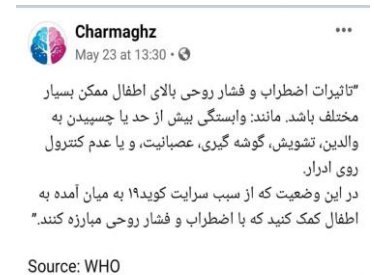 Charmaghz
May 23 at 13:30 ·
"تاثیرات اضطراب و فشار روحی بالای اطفال ممکن بسیار
مختلف باشد. مانند: وابستگی بیش از حد یا چسپیدن به
والدین، تشویش، گوشه گیری، عصبانیت، و یا عدم کنترول
روی ادرار.
در این وضعیت که از سبب سرایت کوید۱۹ به میان آمده به
اطفال کمک کنید که با اضطراب و فشار روحی مبارزه کنند."
Source: WHO